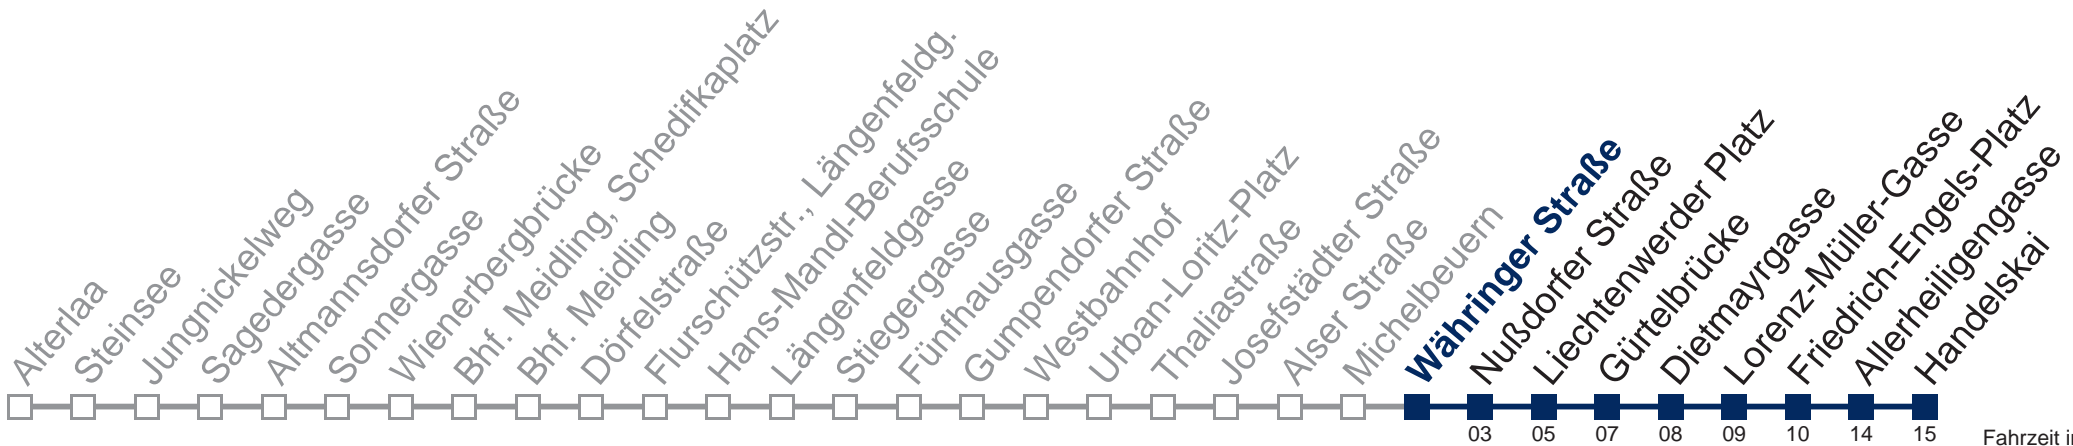 Alterlaa
Steinsee
Jungnickelweg
Sagedergasse
Altmannsdorfer Straße
Sonnergasse
Wienerbergbrücke
Bhf. Meidling, Schedifkaplatz
Bhf. Meidling
Dörfelstraße
Flurschützstr., Längenfeldg.
Hans-Mandl-Berufsschule
Längenfeldgasse
Stiegergasse
Fünfhausgasse
Gumpendorfer Straße
Westbahnhof
Urban-Loritz-Platz
Thaliastraße
Josefstädter Straße
Alser Straße
Michelbeuern
Währinger Straße
Nußdorfer Straße
Liechtenwerder Platz
Gürtelbrücke
Dietmayrgasse
Lorenz-Müller-Gasse
Friedrich-Engels-Platz
Allerheiligengasse
Handelskai
03 05 07 08 09 10 14 15
Fahrzeit i